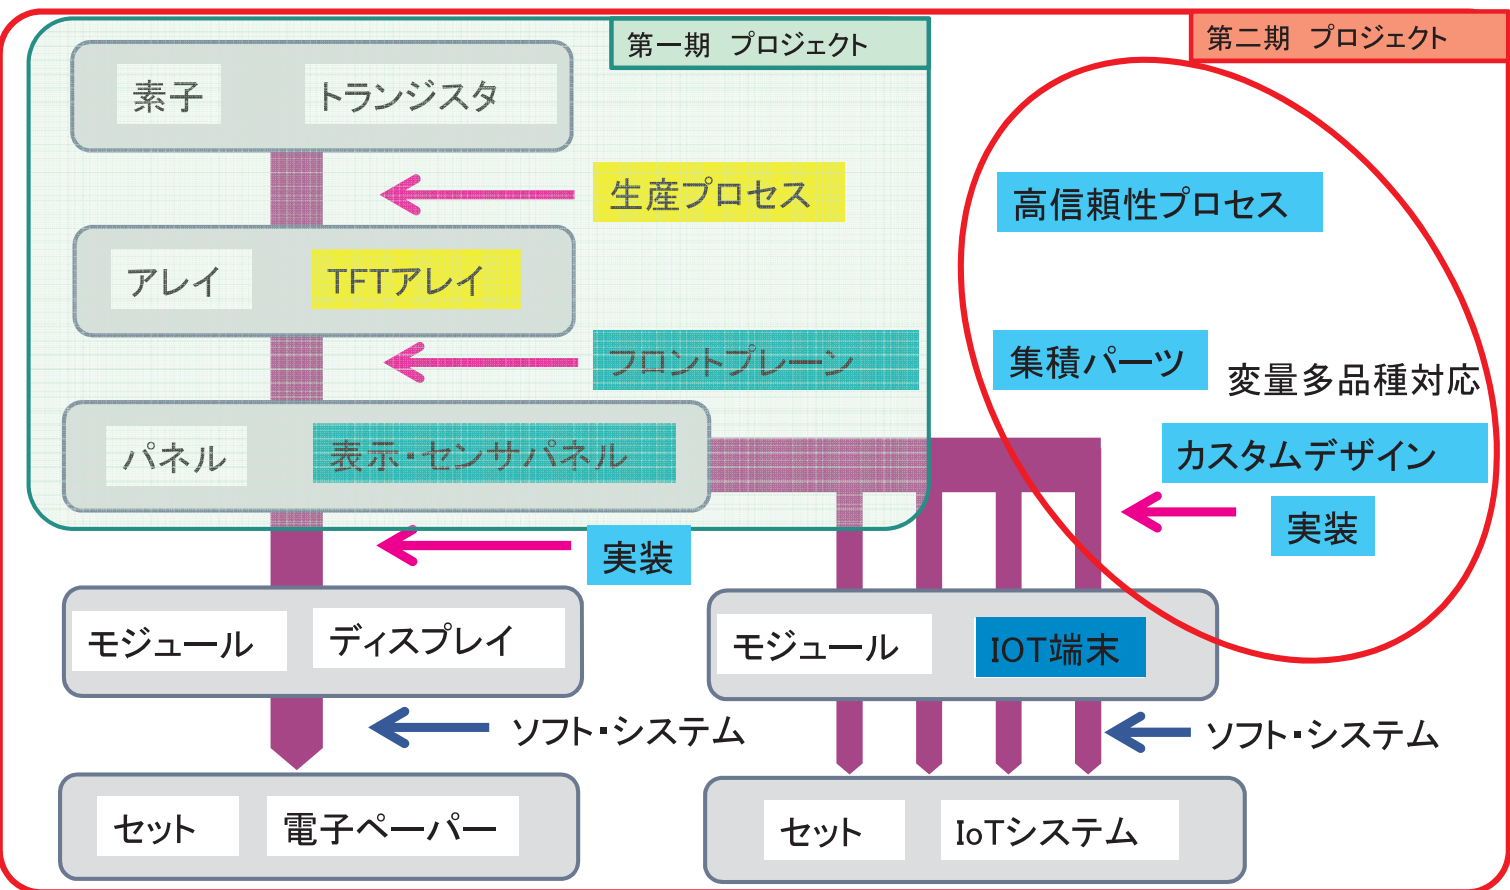 第一期 プロジェクト
第二期 プロジェクト
素子 トランジスタ
生産プロセス
高信頼性プロセス
アレイ TFTアレイ
フロントプレーン
集積パーツ
変量多品種対応
パネル 表示・センサパネル
カスタムデザイン
実装
実装
モジュール ディスプレイ
モジュール IOT端末
ソフト・システム
ソフト・システム
セット 電子ペーパー
セット IoTシステム